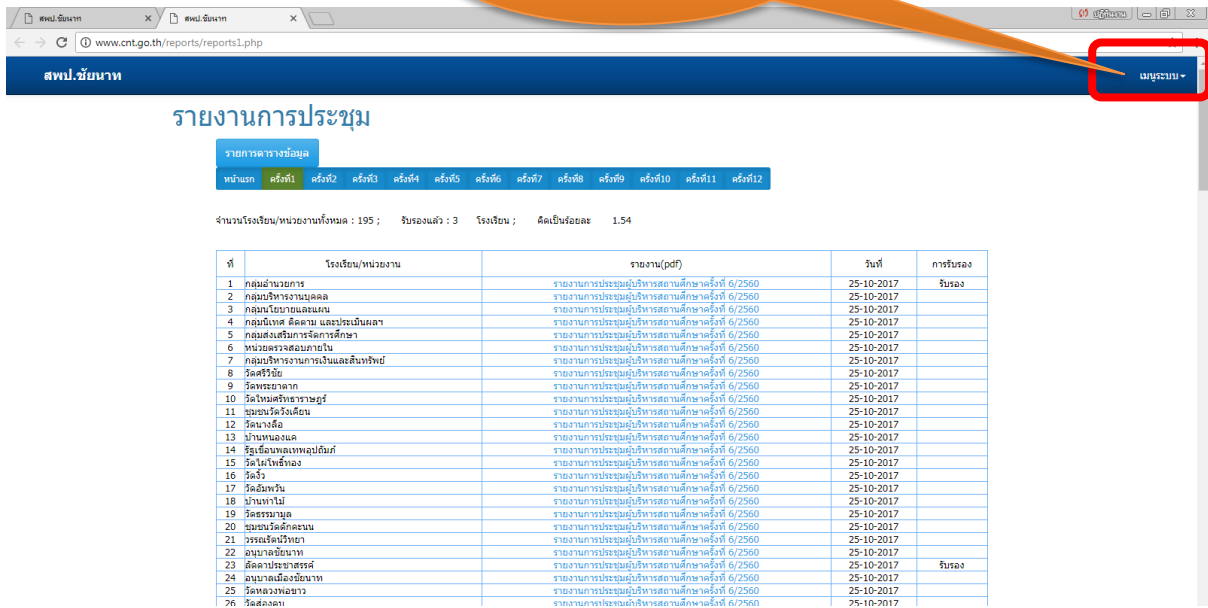 สพป.ชัยนาท × สพป.ชัยนาท ×
www.cnt.go.th/reports/reports1.php
สพป.ชัยนาท เมนูระบบ
รายงานการประชุม
รายการตารางข้อมูล
หน้าแรก ครั้งที่1 ครั้งที่2 ครั้งที่3 ครั้งที่4 ครั้งที่5 ครั้งที่6 ครั้งที่7 ครั้งที่8 ครั้งที่9 ครั้งที่10 ครั้งที่11 ครั้งที่12
จำนวนโรงเรียน/หน่วยงานทั้งหมด : 195 ; รับรองแล้ว : 3 โรงเรียน ; คิดเป็นร้อยละ 1.54
ที่ โรงเรียน/หน่วยงาน รายงาน(pdf) วันที่ การรับรอง
1 กลุ่มอำนวยการ รายงานการประชุมผู้บริหารสถานศึกษาครั้งที่ 6/2560 25-10-2017 รับรอง
2 กลุ่มบริหารงานบุคคล รายงานการประชุมผู้บริหารสถานศึกษาครั้งที่ 6/2560 25-10-2017
3 กลุ่มนโยบายและแผน รายงานการประชุมผู้บริหารสถานศึกษาครั้งที่ 6/2560 25-10-2017
4 กลุ่มนิเทศ ติดตาม และประเมินผลฯ รายงานการประชุมผู้บริหารสถานศึกษาครั้งที่ 6/2560 25-10-2017
5 กลุ่มส่งเสริมการจัดการศึกษา รายงานการประชุมผู้บริหารสถานศึกษาครั้งที่ 6/2560 25-10-2017
6 หน่วยตรวจสอบภายใน รายงานการประชุมผู้บริหารสถานศึกษาครั้งที่ 6/2560 25-10-2017
7 กลุ่มบริหารงานการเงินและสินทรัพย์ รายงานการประชุมผู้บริหารสถานศึกษาครั้งที่ 6/2560 25-10-2017
8 วัดศรีวิชัย รายงานการประชุมผู้บริหารสถานศึกษาครั้งที่ 6/2560 25-10-2017
9 วัดพระยาตาก รายงานการประชุมผู้บริหารสถานศึกษาครั้งที่ 6/2560 25-10-2017
10 วัดใหม่ศรัทธาราษฎร์ รายงานการประชุมผู้บริหารสถานศึกษาครั้งที่ 6/2560 25-10-2017
11 ชุมชนวัดวังเคียน รายงานการประชุมผู้บริหารสถานศึกษาครั้งที่ 6/2560 25-10-2017
12 วัดนางลือ รายงานการประชุมผู้บริหารสถานศึกษาครั้งที่ 6/2560 25-10-2017
13 บ้านหนองแค รายงานการประชุมผู้บริหารสถานศึกษาครั้งที่ 6/2560 25-10-2017
14 รัฐเขื่อนพลเทพอุปถัมภ์ รายงานการประชุมผู้บริหารสถานศึกษาครั้งที่ 6/2560 25-10-2017
15 วัดไผ่โพธิ์ทอง รายงานการประชุมผู้บริหารสถานศึกษาครั้งที่ 6/2560 25-10-2017
16 วัดงิ้ว รายงานการประชุมผู้บริหารสถานศึกษาครั้งที่ 6/2560 25-10-2017
17 วัดอัมพวัน รายงานการประชุมผู้บริหารสถานศึกษาครั้งที่ 6/2560 25-10-2017
18 บ้านท่าไม้ รายงานการประชุมผู้บริหารสถานศึกษาครั้งที่ 6/2560 25-10-2017
19 วัดธรรมามูล รายงานการประชุมผู้บริหารสถานศึกษาครั้งที่ 6/2560 25-10-2017
20 ชุมชนวัดตักคะนน รายงานการประชุมผู้บริหารสถานศึกษาครั้งที่ 6/2560 25-10-2017
21 วรรณรัตน์วิทยา รายงานการประชุมผู้บริหารสถานศึกษาครั้งที่ 6/2560 25-10-2017
22 อนุบาลชัยนาท รายงานการประชุมผู้บริหารสถานศึกษาครั้งที่ 6/2560 25-10-2017
23 ลัดดาประชาสรรค์ รายงานการประชุมผู้บริหารสถานศึกษาครั้งที่ 6/2560 25-10-2017 รับรอง
24 อนุบาลเมืองชัยนาท รายงานการประชุมผู้บริหารสถานศึกษาครั้งที่ 6/2560 25-10-2017
25 วัดหลวงพ่อขาว รายงานการประชุมผู้บริหารสถานศึกษาครั้งที่ 6/2560 25-10-2017
26 วัดส่องคบ รายงานการประชุมผู้บริหารสถานศึกษาครั้งที่ 6/2560 25-10-2017